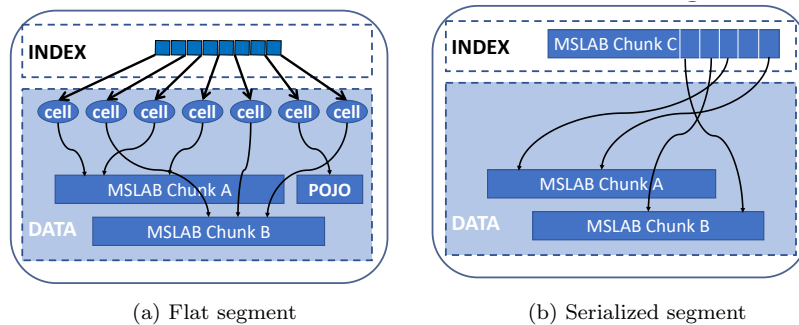 INDEX
cell cell cell cell cell cell cell
MSLAB Chunk A
POJO
DATA
MSLAB Chunk B
(a) Flat segment
INDEX
MSLAB Chunk C
MSLAB Chunk A
DATA
MSLAB Chunk B
(b) Serialized segment